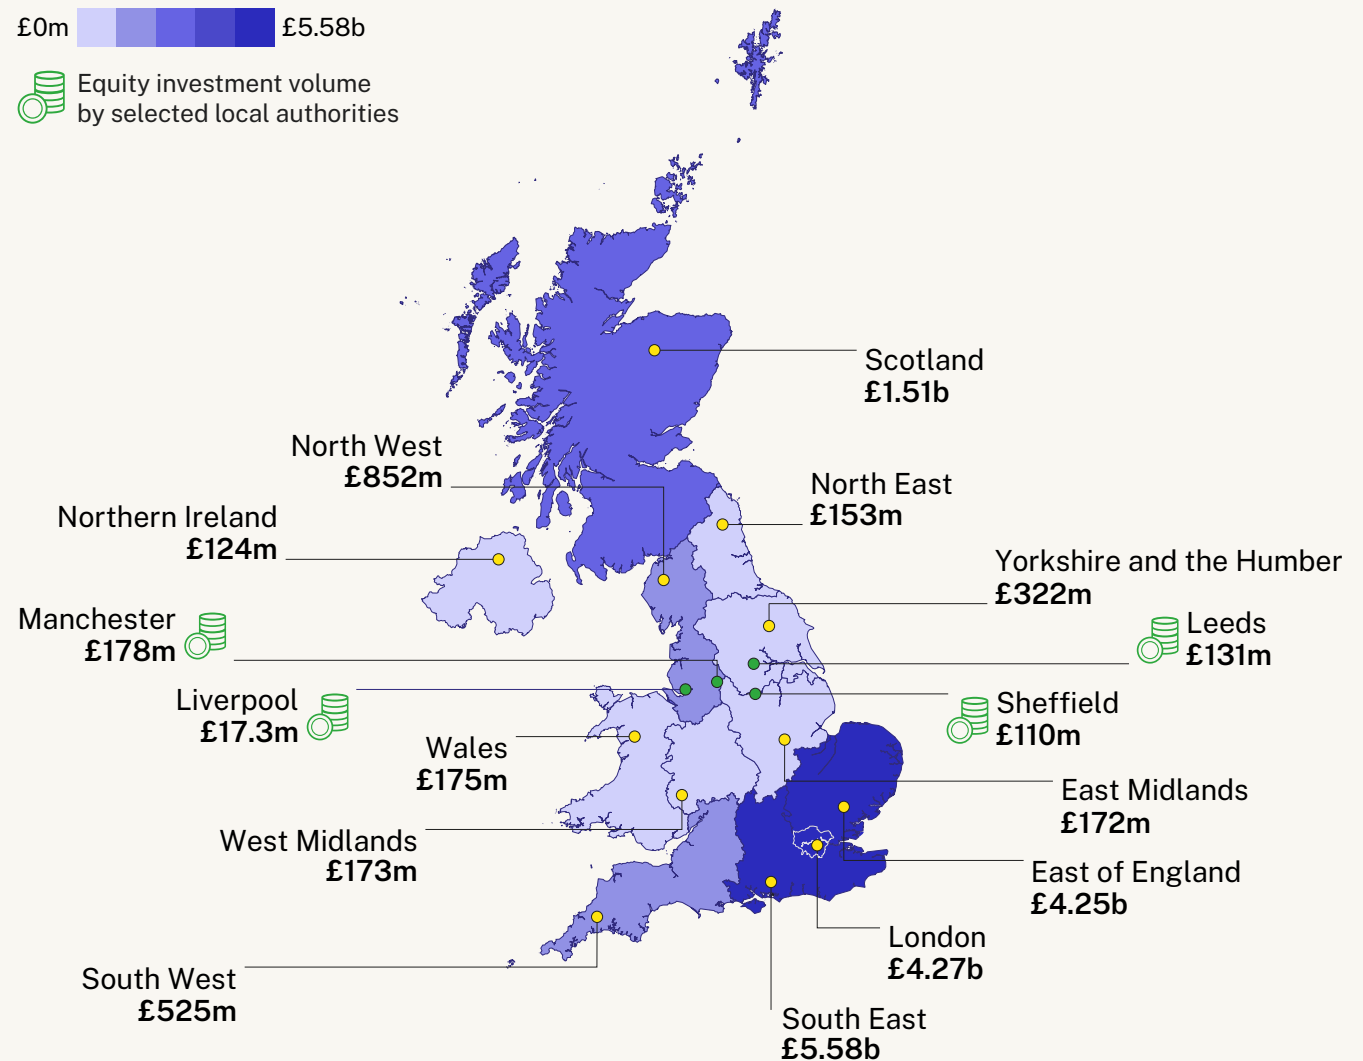 £0m
£5.58b
Equity investment volume
by selected local authorities
Scotland
£1.51b
North West
£852m
North East
£153m
Northern Ireland
£124m
Yorkshire and the Humber
£322m
Manchester
£178m
Leeds
£131m
Liverpool
£17.3m
Sheffield
£110m
Wales
£175m
East Midlands
£172m
West Midlands
£173m
East of England
£4.25b
London
£4.27b
South West
£525m
South East
£5.58b